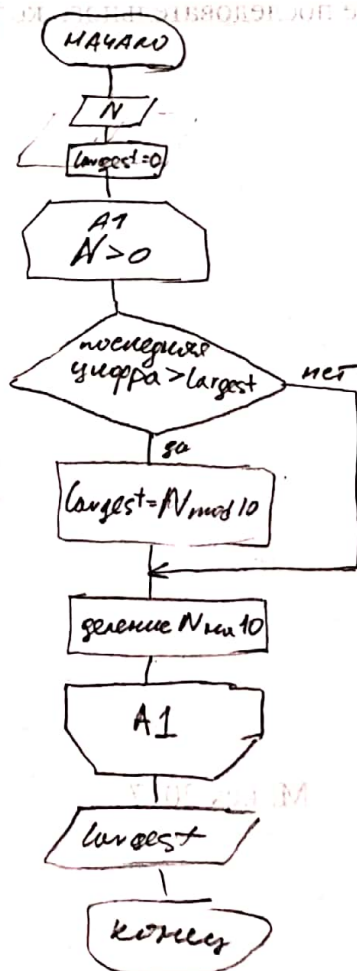 е последовательно
НАЧАЛО
N
largest=0
A1
N>0
последняя
цифра>largest
нет
да
largest=N mod 10
деление N на 10
A1
largest
конец